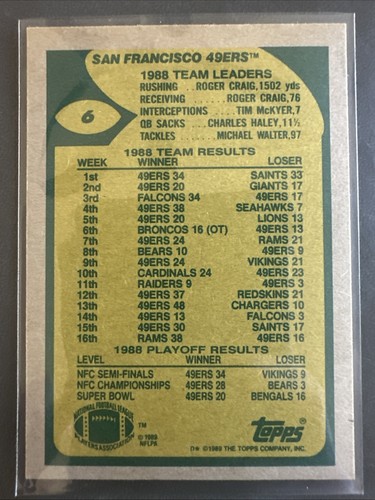 SAN FRANCISCO 49ERS™
6
1988 TEAM LEADERS
RUSHING ..ROGER CRAIG,1502 yds
RECEIVING ......ROGER CRAIG,76
INTERCEPTIONS ....TIM McKYER,7
QB SACKS ...CHARLES HALEY,11½
TACKLES .....MICHAEL WALTER,97
1988 TEAM RESULTS
WEEK WINNER LOSER
1st 49ERS 34 SAINTS 33
2nd 49ERS 20 GIANTS 17
3rd FALCONS 34 49ERS 17
4th 49ERS 38 SEAHAWKS 7
5th 49ERS 20 LIONS 13
6th BRONCOS 16 (OT) 49ERS 13
7th 49ERS 24 RAMS 21
8th BEARS 10 49ERS 9
9th 49ERS 24 VIKINGS 21
10th CARDINALS 24 49ERS 23
11th RAIDERS 9 49ERS 3
12th 49ERS 37 REDSKINS 21
13th 49ERS 48 CHARGERS 10
14th 49ERS 13 FALCONS 3
15th 49ERS 30 SAINTS 17
16th RAMS 38 49ERS 16
1988 PLAYOFF RESULTS
LEVEL WINNER LOSER
NFC SEMI-FINALS 49ERS 34 VIKINGS 9
NFC CHAMPIONSHIPS 49ERS 28 BEARS 3
SUPER BOWL 49ERS 20 BENGALS 16
NATIONAL FOOTBALL LEAGUE
PLAYERS ASSOCIATION
™
© 1989
NFLPA
topps®
© 1989 THE TOPPS COMPANY, INC.